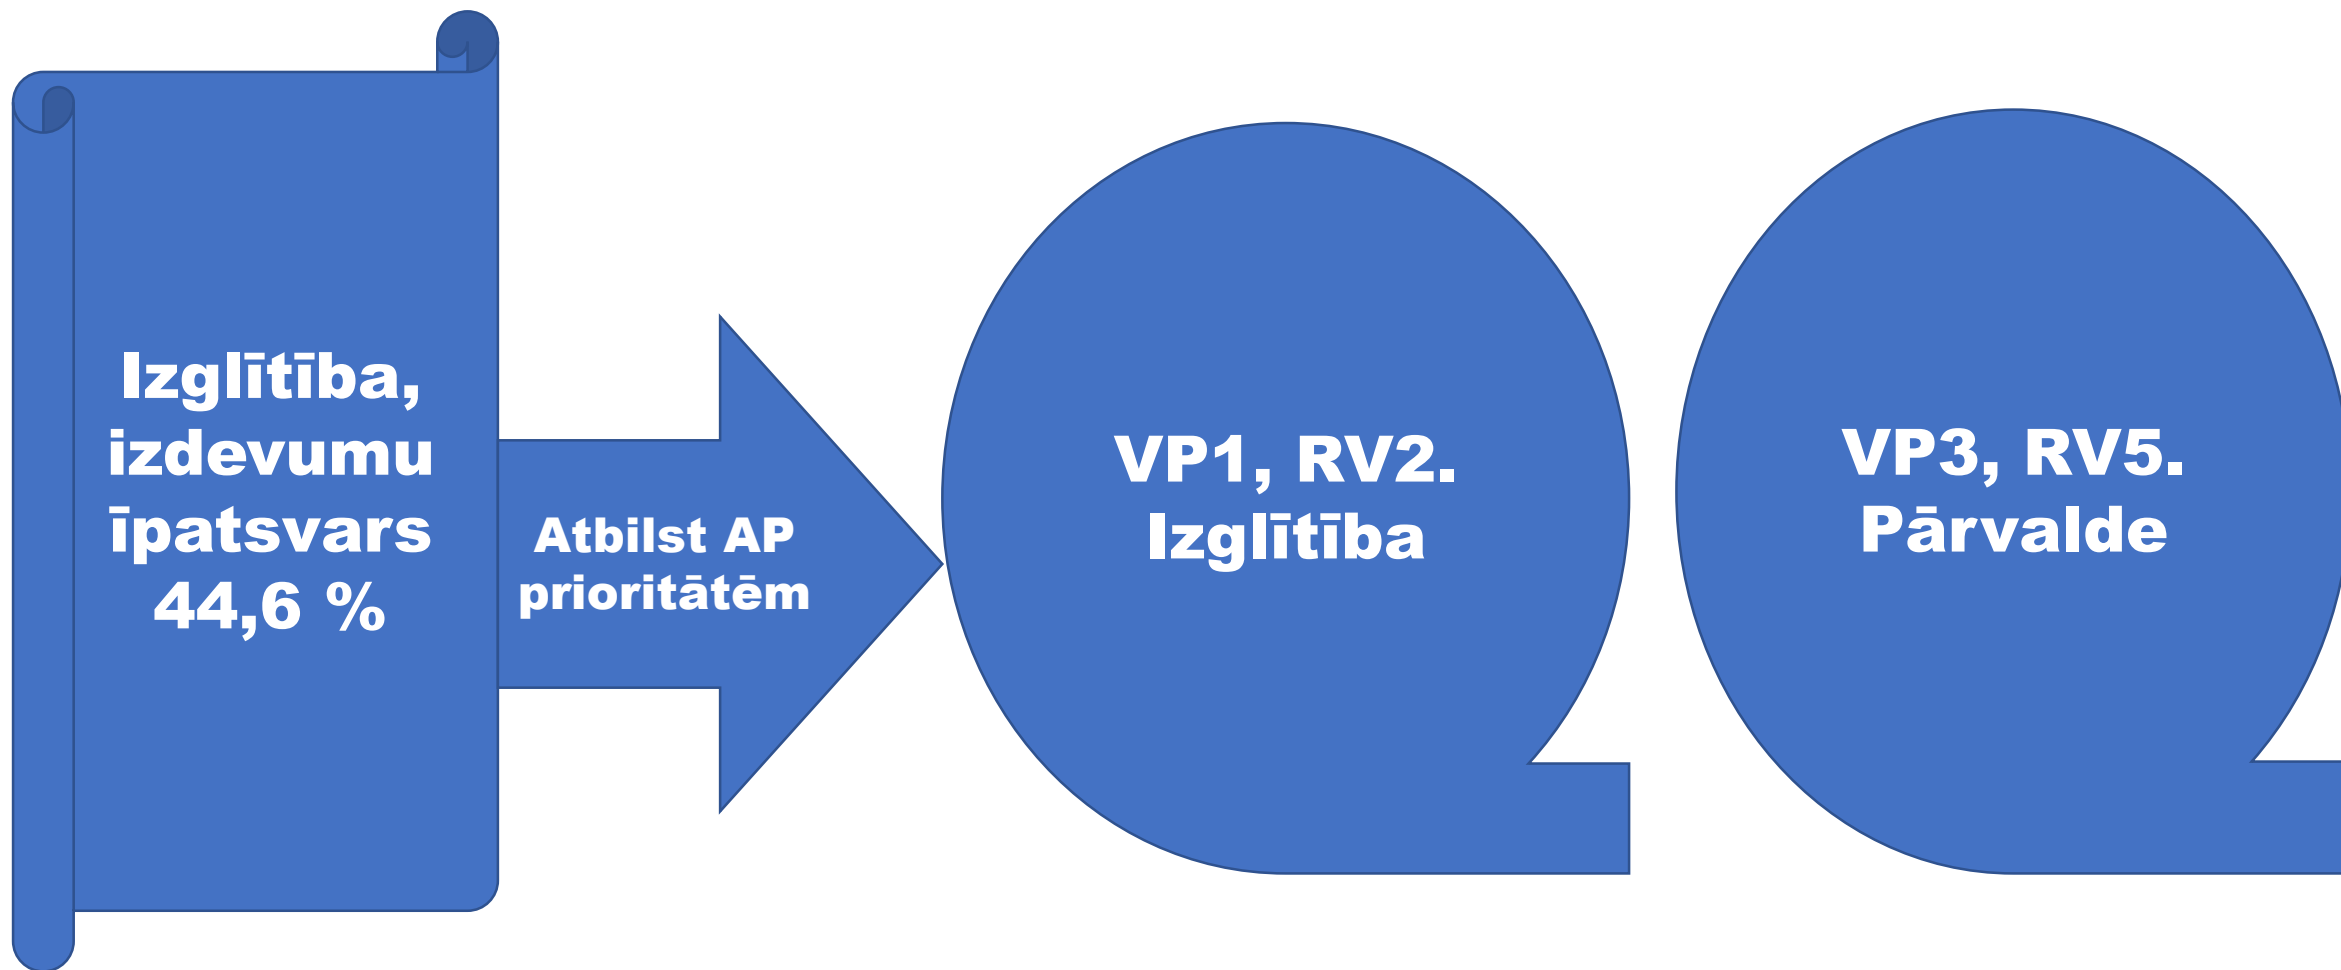 Izglītība,
izdevumu
īpatsvars
44,6 %
Atbilst AP
prioritātēm
VP1, RV2.
Izglītība
VP3, RV5.
Pārvalde